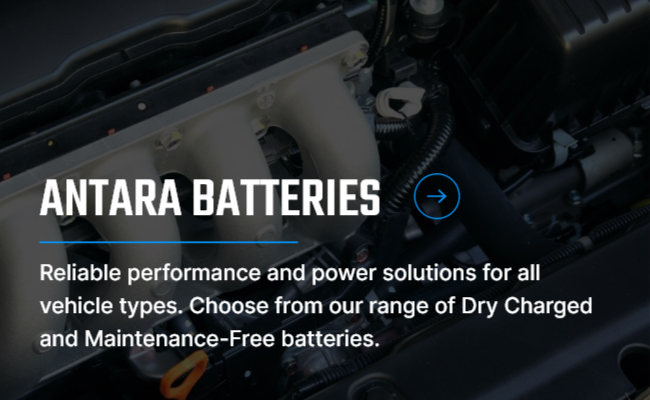 ANTARA BATTERIES
Reliable performance and power solutions for all
vehicle types. Choose from our range of Dry Charged
and Maintenance-Free batteries.